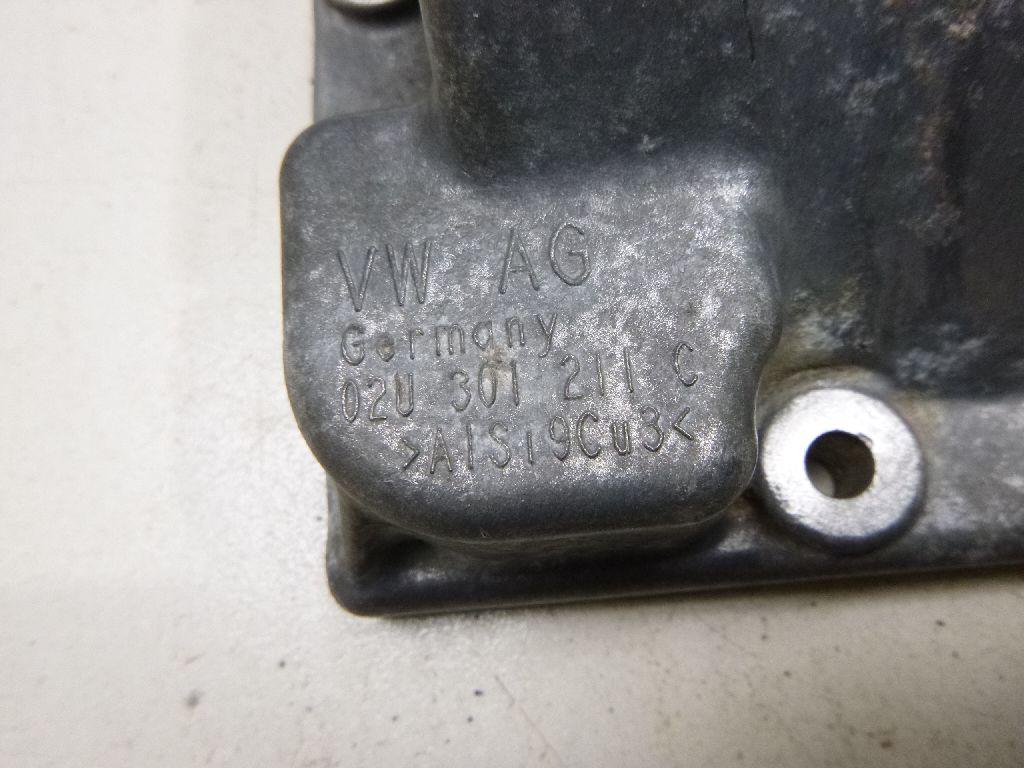 VW AG
Germany
02U 301 211 C
>AlSi9Cu3<